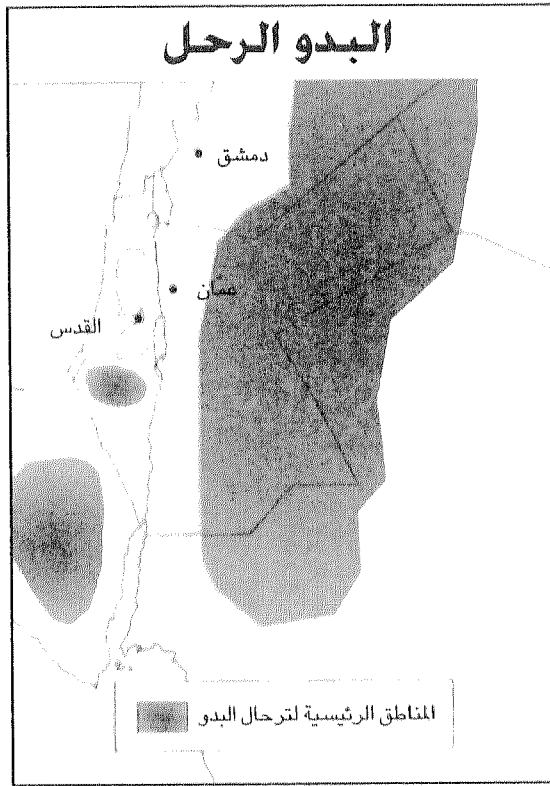 البدو الرحل
دمشق
عمان
القدس
المناطق الرئيسية لترحال البدو